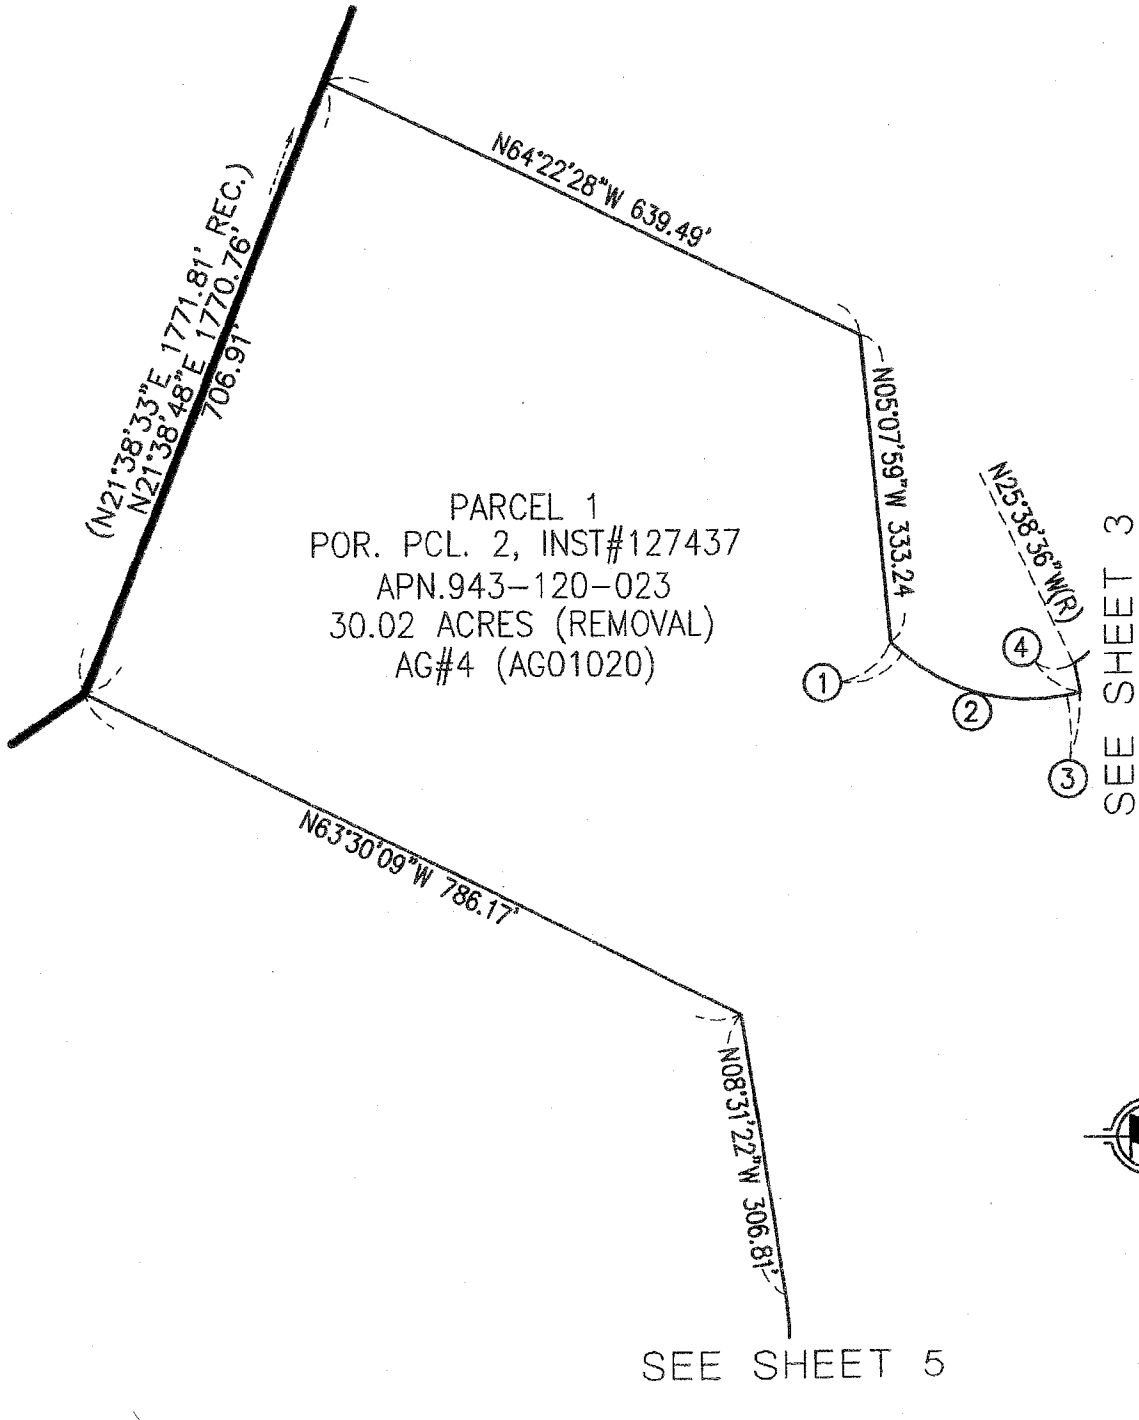 N64°22'28"W 639.49'
(N21°38'33"E 1771.81' REC.)
N21°38'48"E 1770.76'
706.91'
N05°07'59"W 333.24
N25°38'36"W(R)
PARCEL 1
POR. PCL. 2, INST#127437
APN.943-120-023
30.02 ACRES (REMOVAL)
AG#4 (AG01020)
1
2
3
4
SEE SHEET 3
N63°30'09"W 786.17'
N08°31'22"W 306.81'
SEE SHEET 5